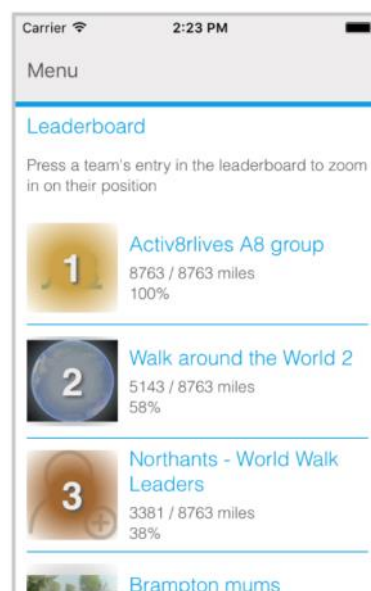 Carrier 2:23 PM
Menu
Leaderboard
Press a team's entry in the leaderboard to zoom
in on their position
1
Activ8rlives A8 group
8763 / 8763 miles
100%
2
Walk around the World 2
5143 / 8763 miles
58%
3
Northants - World Walk
Leaders
3381 / 8763 miles
38%
Brampton mums